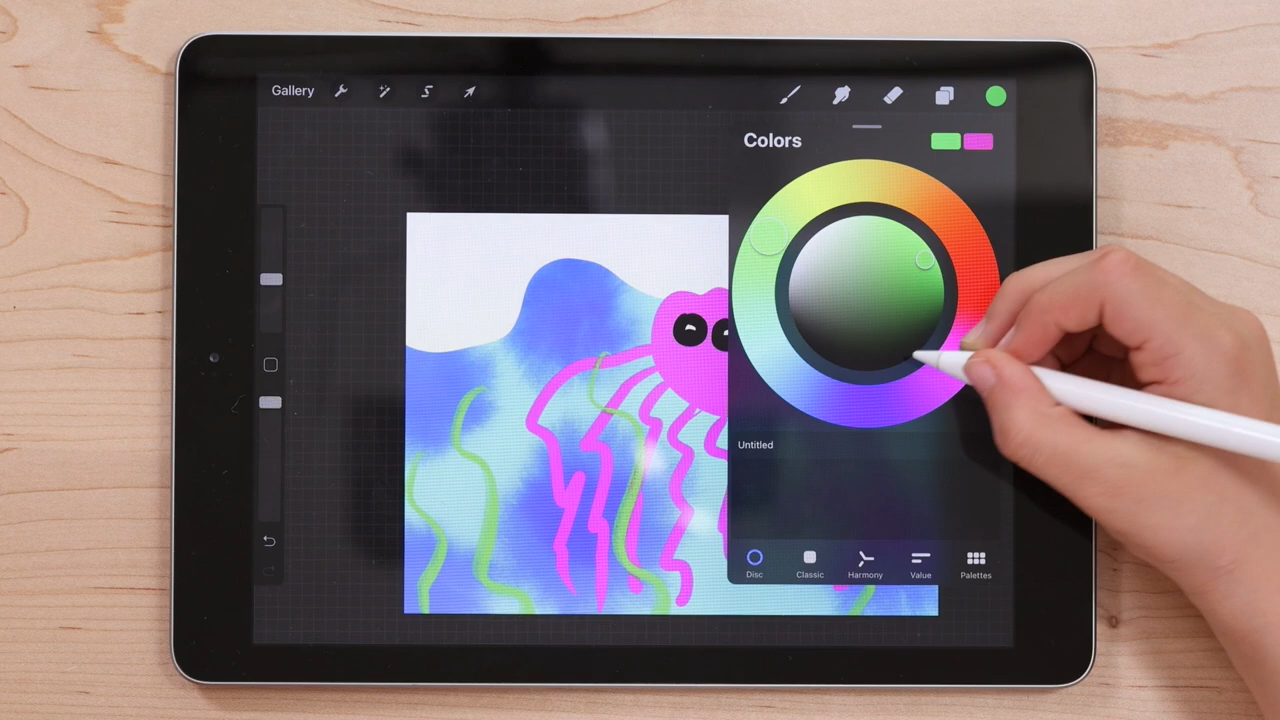 Gallery
Colors
Untitled
Disc
Classic
Harmony
Value
Palettes